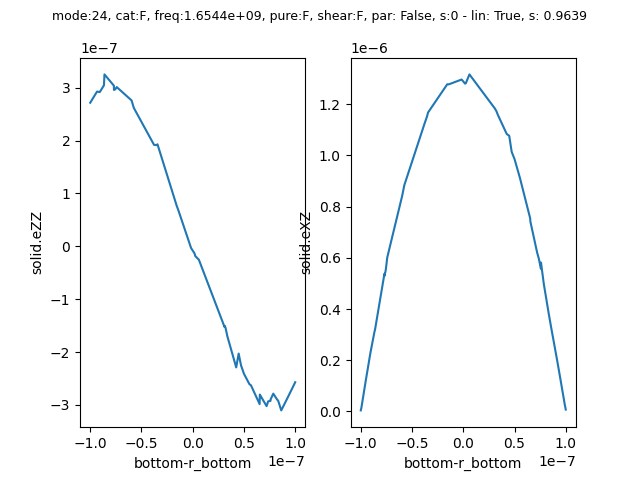 mode:24, cat:F, freq:1.6544e+09, pure:F, shear:F, par: False, s:0 - lin: True, s: 0.9639
1e−7
3
2
1
0
−1
−2
−3
solid.eZZ
−1.0 −0.5 0.0 0.5 1.0
bottom-r_bottom 1e−7
1e−6
1.2
1.0
0.8
0.6
0.4
0.2
0.0
solid.eXZ
−1.0 −0.5 0.0 0.5 1.0
bottom-r_bottom 1e−7